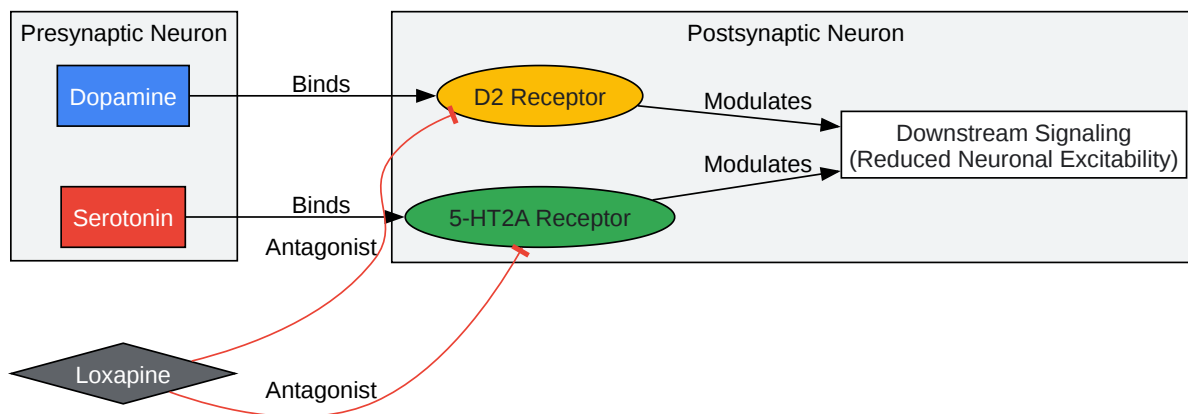 Presynaptic Neuron
Postsynaptic Neuron
Dopamine
Binds
D2 Receptor
Modulates
Downstream Signaling
(Reduced Neuronal Excitability)
Modulates
Serotonin
Binds
5-HT2A Receptor
Antagonist
Loxapine
Antagonist